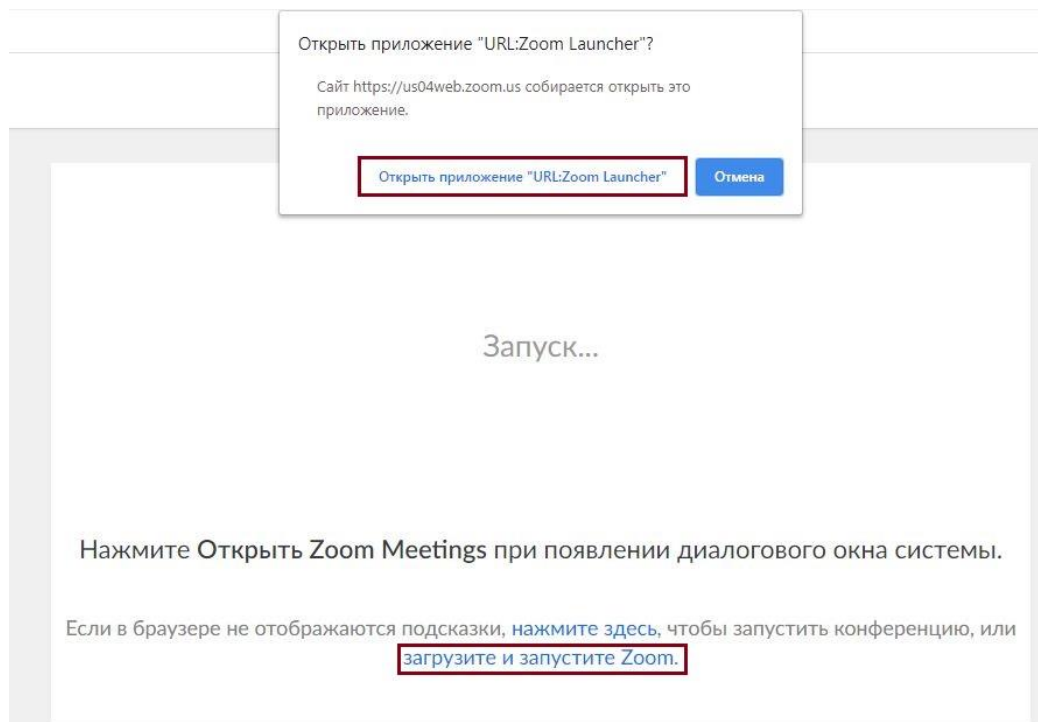 Открыть приложение "URL:Zoom Launcher"?
Сайт https://us04web.zoom.us собирается открыть это
приложение.
Открыть приложение "URL:Zoom Launcher"
Отмена
Запуск...
Нажмите Открыть Zoom Meetings при появлении диалогового окна системы.
Если в браузере не отображаются подсказки, нажмите здесь, чтобы запустить конференцию, или
загрузите и запустите Zoom.